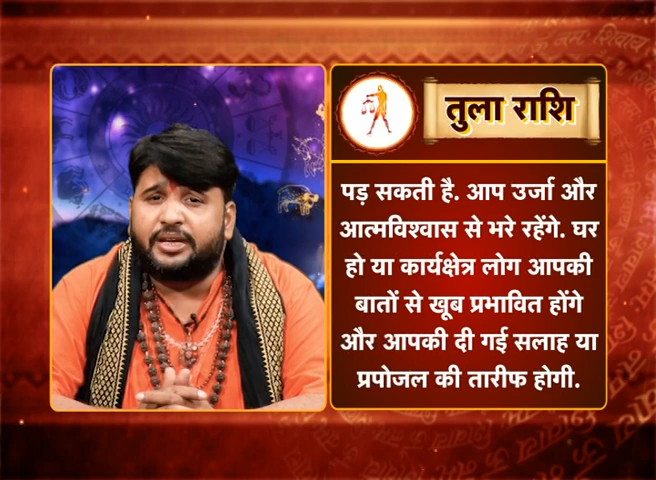 तुला राशि
पड़ सकती है. आप उर्जा और
आत्मविश्वास से भरे रहेंगे. घर
हो या कार्यक्षेत्र लोग आपकी
बातों से खूब प्रभावित होंगे
और आपकी दी गई सलाह या
प्रपोजल की तारीफ होगी.